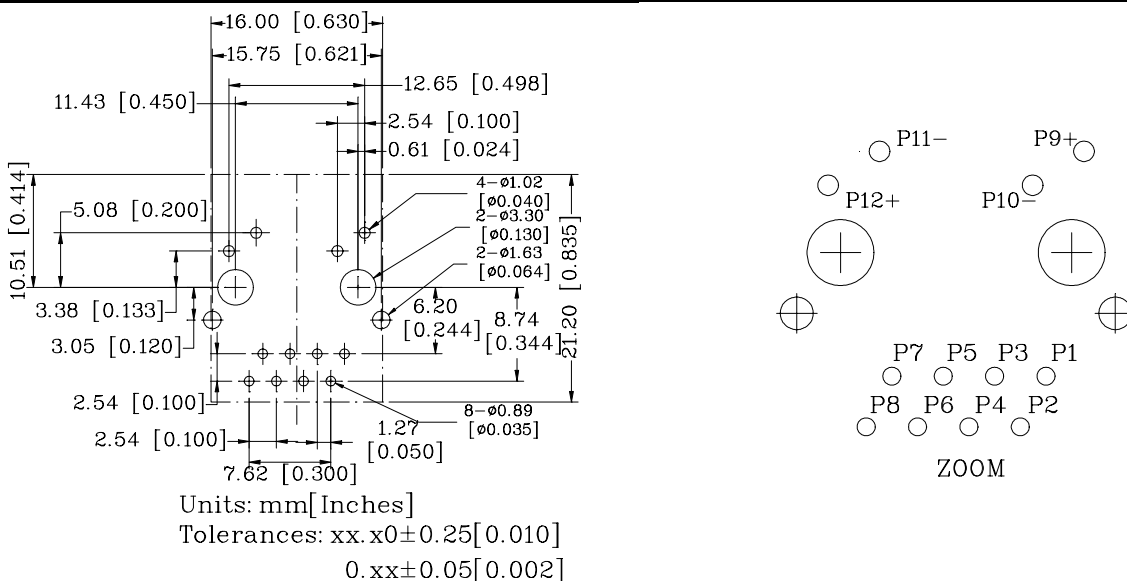 16.00 [0.630]
15.75 [0.621]
12.65 [0.498]
11.43 [0.450]
2.54 [0.100]
0.61 [0.024]
4-ø1.02
[ø0.040]
10.51 [0.414]
5.08 [0.200]
2-ø3.30
[ø0.130]
2-ø1.63
[ø0.064]
21.20 [0.835]
3.38 [0.133]
6.20
[0.244]
8.74
[0.344]
3.05 [0.120]
2.54 [0.100]
8-ø0.89
[ø0.035]
2.54 [0.100]
1.27
[0.050]
7.62 [0.300]
Units: mm[Inches]
Tolerances: xx.x0±0.25[0.010]
0.xx±0.05[0.002]
P11- P9+
P12+ P10-
P7 P5 P3 P1
P8 P6 P4 P2
ZOOM